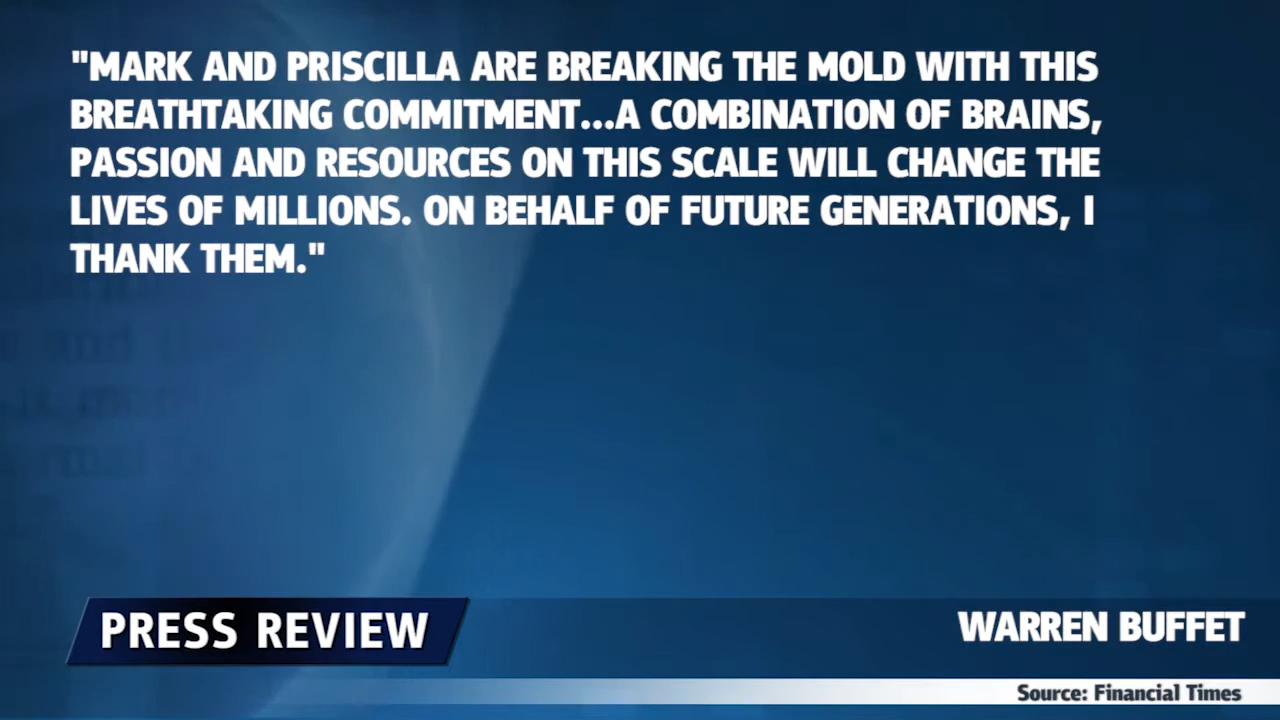 "MARK AND PRISCILLA ARE BREAKING THE MOLD WITH THIS
BREATHTAKING COMMITMENT...A COMBINATION OF BRAINS,
PASSION AND RESOURCES ON THIS SCALE WILL CHANGE THE
LIVES OF MILLIONS. ON BEHALF OF FUTURE GENERATIONS, I
THANK THEM."
PRESS REVIEW
WARREN BUFFET
Source: Financial Times